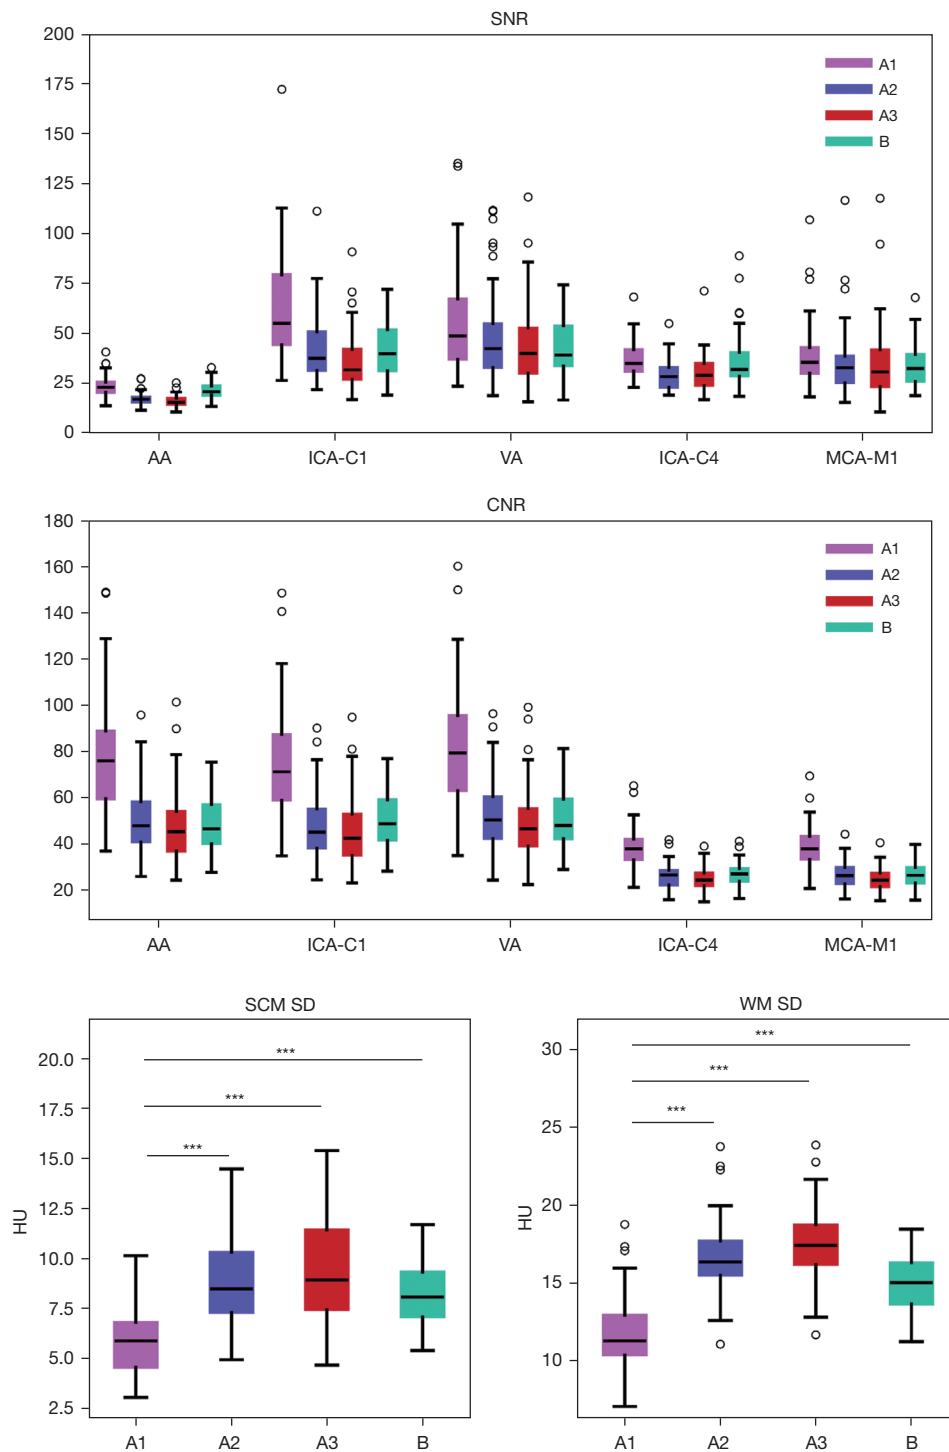 SNR
200
175
150
125
100
75
50
25
0
A1
A2
A3
B
AA ICA-C1 VA ICA-C4 MCA-M1
CNR
180
160
140
120
100
80
60
40
20
A1
A2
A3
B
AA ICA-C1 VA ICA-C4 MCA-M1
SCM SD
HU
20.0
17.5
15.0
12.5
10.0
7.5
5.0
2.5
***
***
***
A1 A2 A3 B
WM SD
HU
30
25
20
15
10
***
***
***
A1 A2 A3 B